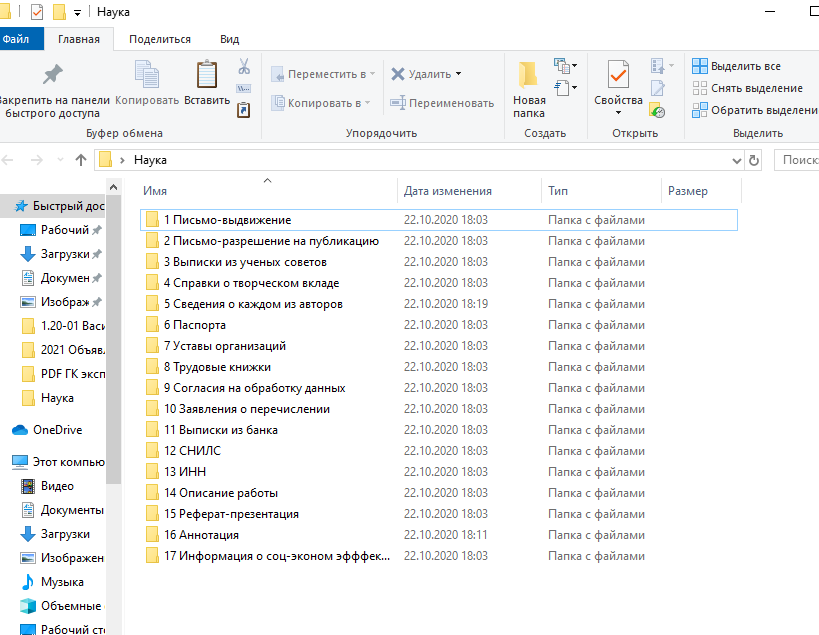 Наука
Файл Главная Поделиться Вид
Закрепить на панели быстрого доступа
Копировать
Вставить
Буфер обмена
Переместить в
Копировать в
Удалить
Переименовать
Упорядочить
Новая папка
Создать
Свойства
Открыть
Выделить все
Снять выделение
Обратить выделени
Выделить
Наука
Поиск
Имя Дата изменения Тип Размер
1 Письмо-выдвижение 22.10.2020 18:03 Папка с файлами
2 Письмо-разрешение на публикацию 22.10.2020 18:03 Папка с файлами
3 Выписки из ученых советов 22.10.2020 18:03 Папка с файлами
4 Справки о творческом вкладе 22.10.2020 18:03 Папка с файлами
5 Сведения о каждом из авторов 22.10.2020 18:19 Папка с файлами
6 Паспорта 22.10.2020 18:03 Папка с файлами
7 Уставы организаций 22.10.2020 18:03 Папка с файлами
8 Трудовые книжки 22.10.2020 18:03 Папка с файлами
9 Согласия на обработку данных 22.10.2020 18:03 Папка с файлами
10 Заявления о перечислении 22.10.2020 18:03 Папка с файлами
11 Выписки из банка 22.10.2020 18:03 Папка с файлами
12 СНИЛС 22.10.2020 18:03 Папка с файлами
13 ИНН 22.10.2020 18:03 Папка с файлами
14 Описание работы 22.10.2020 18:03 Папка с файлами
15 Реферат-презентация 22.10.2020 18:03 Папка с файлами
16 Аннотация 22.10.2020 18:11 Папка с файлами
17 Информация о соц-эконом эфффек... 22.10.2020 18:03 Папка с файлами
Быстрый дос
Рабочий
Загрузки
Докумен
Изображ
1.20-01 Васи
2021 Объяв
PDF ГК эксп
Наука
OneDrive
Этот компью
Видео
Документы
Загрузки
Изображен
Музыка
Объемные
Рабочий сто